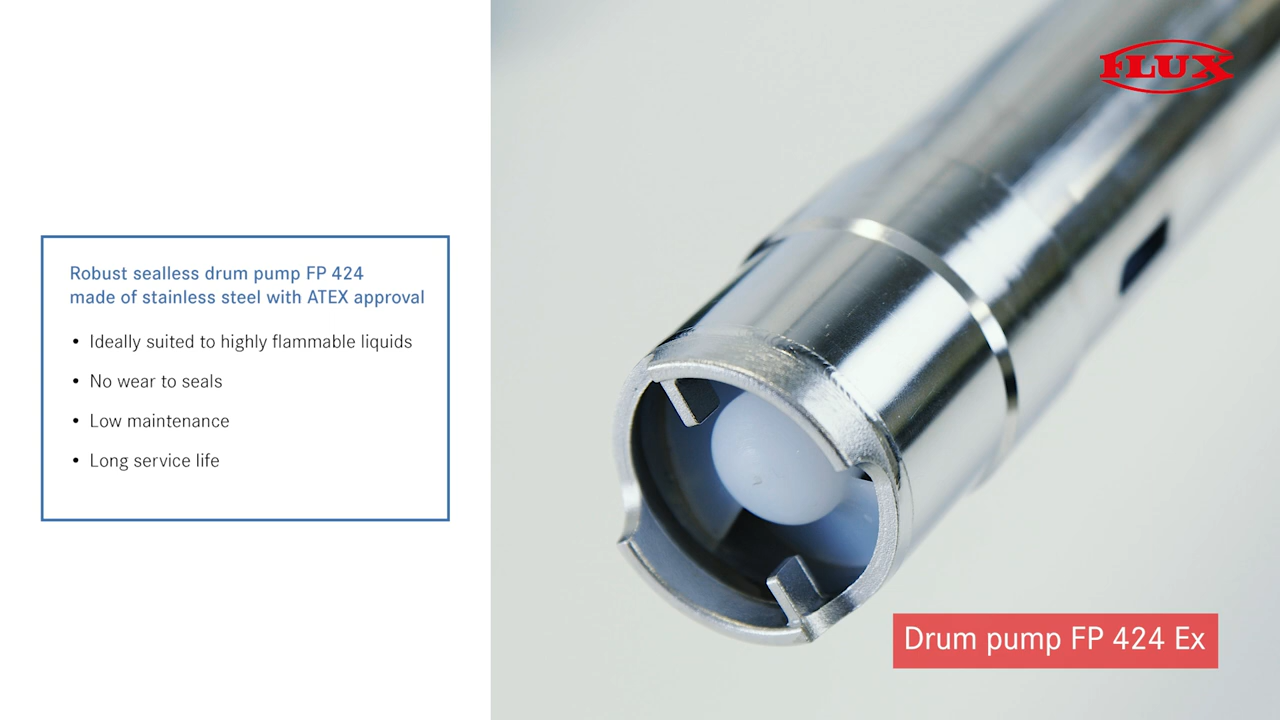 FLUX
Robust sealless drum pump FP 424
made of stainless steel with ATEX approval
• Ideally suited to highly flammable liquids
• No wear to seals
• Low maintenance
• Long service life
Drum pump FP 424 Ex